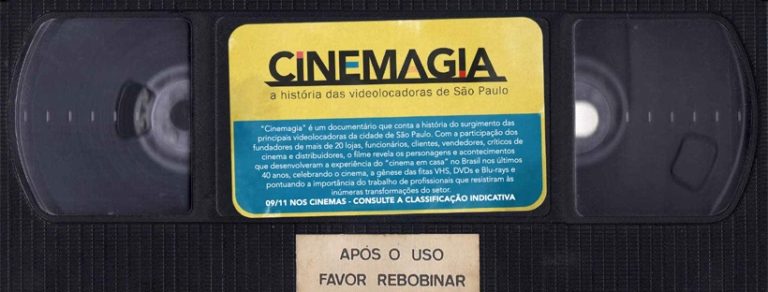 CiNEMAGIA
a história das videolocadoras de São Paulo
"Cinemagia" é um documentário que conta a história do surgimento das
principais videolocadoras da cidade de São Paulo. Com a participação dos
fundadores de mais de 20 lojas, funcionários, clientes, vendedores, críticos de
cinema e distribuidores, o filme revela os personagens e acontecimentos
que desenvolveram a experiência do "cinema em casa" no Brasil nos últimos
40 anos, celebrando o cinema, a gênese das fitas VHS, DVDs e Blu-rays e
pontuando a importância do trabalho de profissionais que resistiram às
inúmeras transformações do setor.
09/11 NOS CINEMAS - CONSULTE A CLASSIFICAÇÃO INDICATIVA
APÓS O USO
FAVOR REBOBINAR